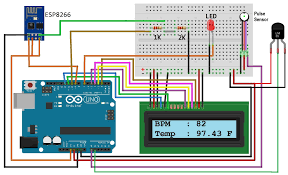 ESP8266
LED
Pulse
Sensor
1K
2K
UNO
ARDUINO
BPM : 82
Temp : 97.43 F